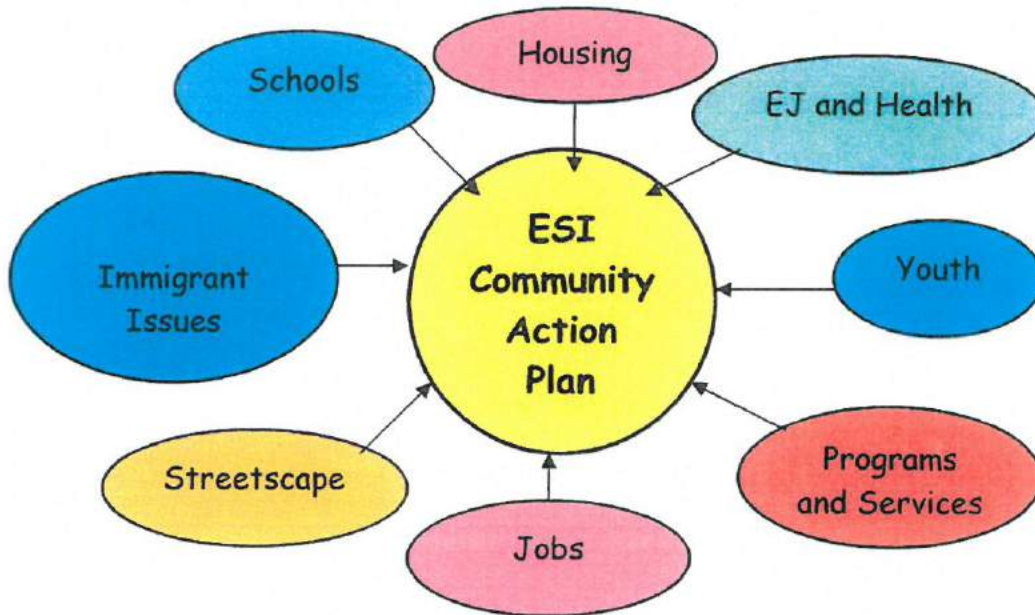 Housing
Schools
EJ and Health
ESI
Community
Action
Plan
Immigrant
Issues
Youth
Streetscape
Programs
and Services
Jobs